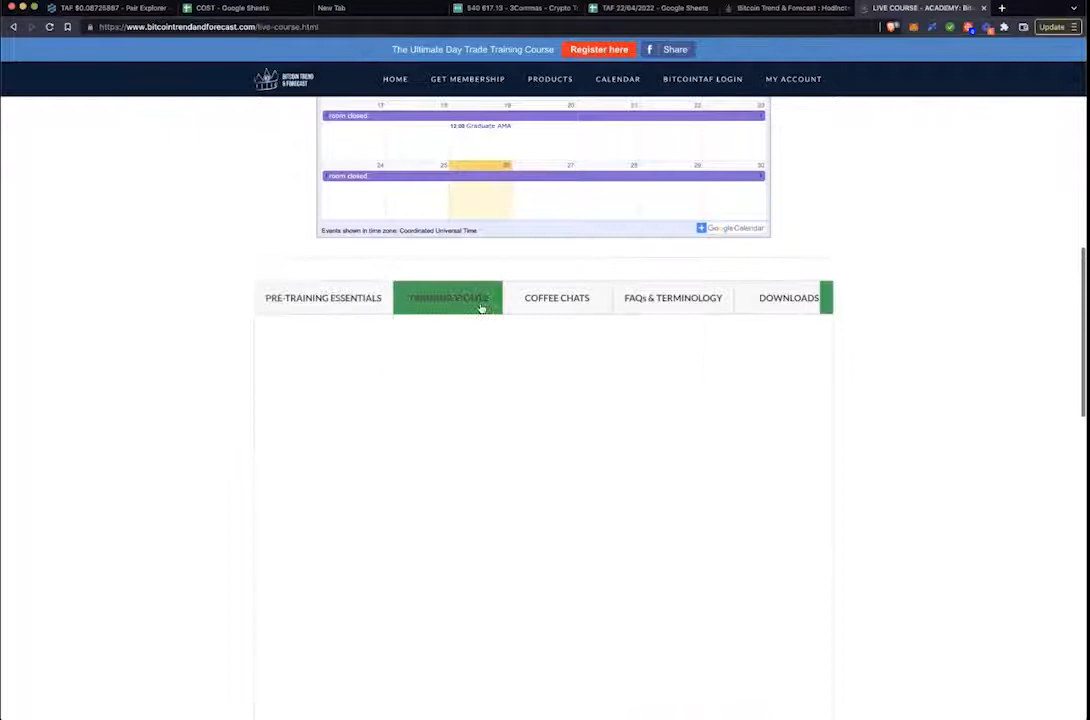 TAF $0.08725887 - Pair Explorer
COST - Google Sheets
New Tab
$40 617.13 - 3Commas - Crypto T
TAF 22/04/2022 - Google Sheets
Bitcoin Trend & Forecast : Hodlnot
LIVE COURSE - ACADEMY: Bit
https://www.bitcointrendandforecast.com/live-course.html
Update
The Ultimate Day Trade Training Course
Register here
Share
BITCOIN TREND
& FORECAST
HOME
GET MEMBERSHIP
PRODUCTS
CALENDAR
BITCOINTAF LOGIN
MY ACCOUNT
17 18 19 20 21 22 23
room closed
12:00 Graduate AMA
24 25 26 27 28 29 30
room closed
Events shown in time zone: Coordinated Universal Time
Google Calendar
PRE-TRAINING ESSENTIALS
COFFEE CHATS
FAQs & TERMINOLOGY
DOWNLOADS